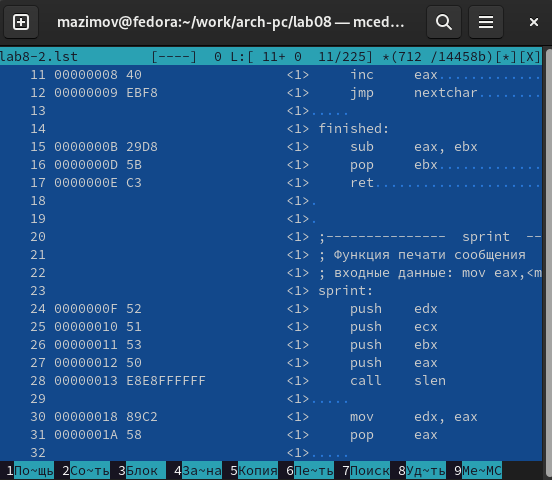 mazimov@fedora:~/work/arch-pc/lab08 — mced…
lab8-2.lst [----] 0 L:[ 11+ 0 11/225] *(712 /14458b)[*][X]
11 00000008 40 <1> inc eax
12 00000009 EBF8 <1> jmp nextchar
13 <1>
14 <1> finished:
15 0000000B 29D8 <1> sub eax, ebx
16 0000000D 5B <1> pop ebx
17 0000000E C3 <1> ret
18 <1>
19 <1>
20 <1> ;--------------- sprint --
21 <1> ; Функция печати сообщения
22 <1> ; входные данные: mov eax,<m
23 <1> sprint:
24 0000000F 52 <1> push edx
25 00000010 51 <1> push ecx
26 00000011 53 <1> push ebx
27 00000012 50 <1> push eax
28 00000013 E8E8FFFFFF <1> call slen
29 <1>
30 00000018 89C2 <1> mov edx, eax
31 0000001A 58 <1> pop eax
32 <1>
1По~щь 2Со~ть 3Блок 4За~на 5Копия 6Пе~ть 7Поиск 8Уд~ть 9Ме~МС